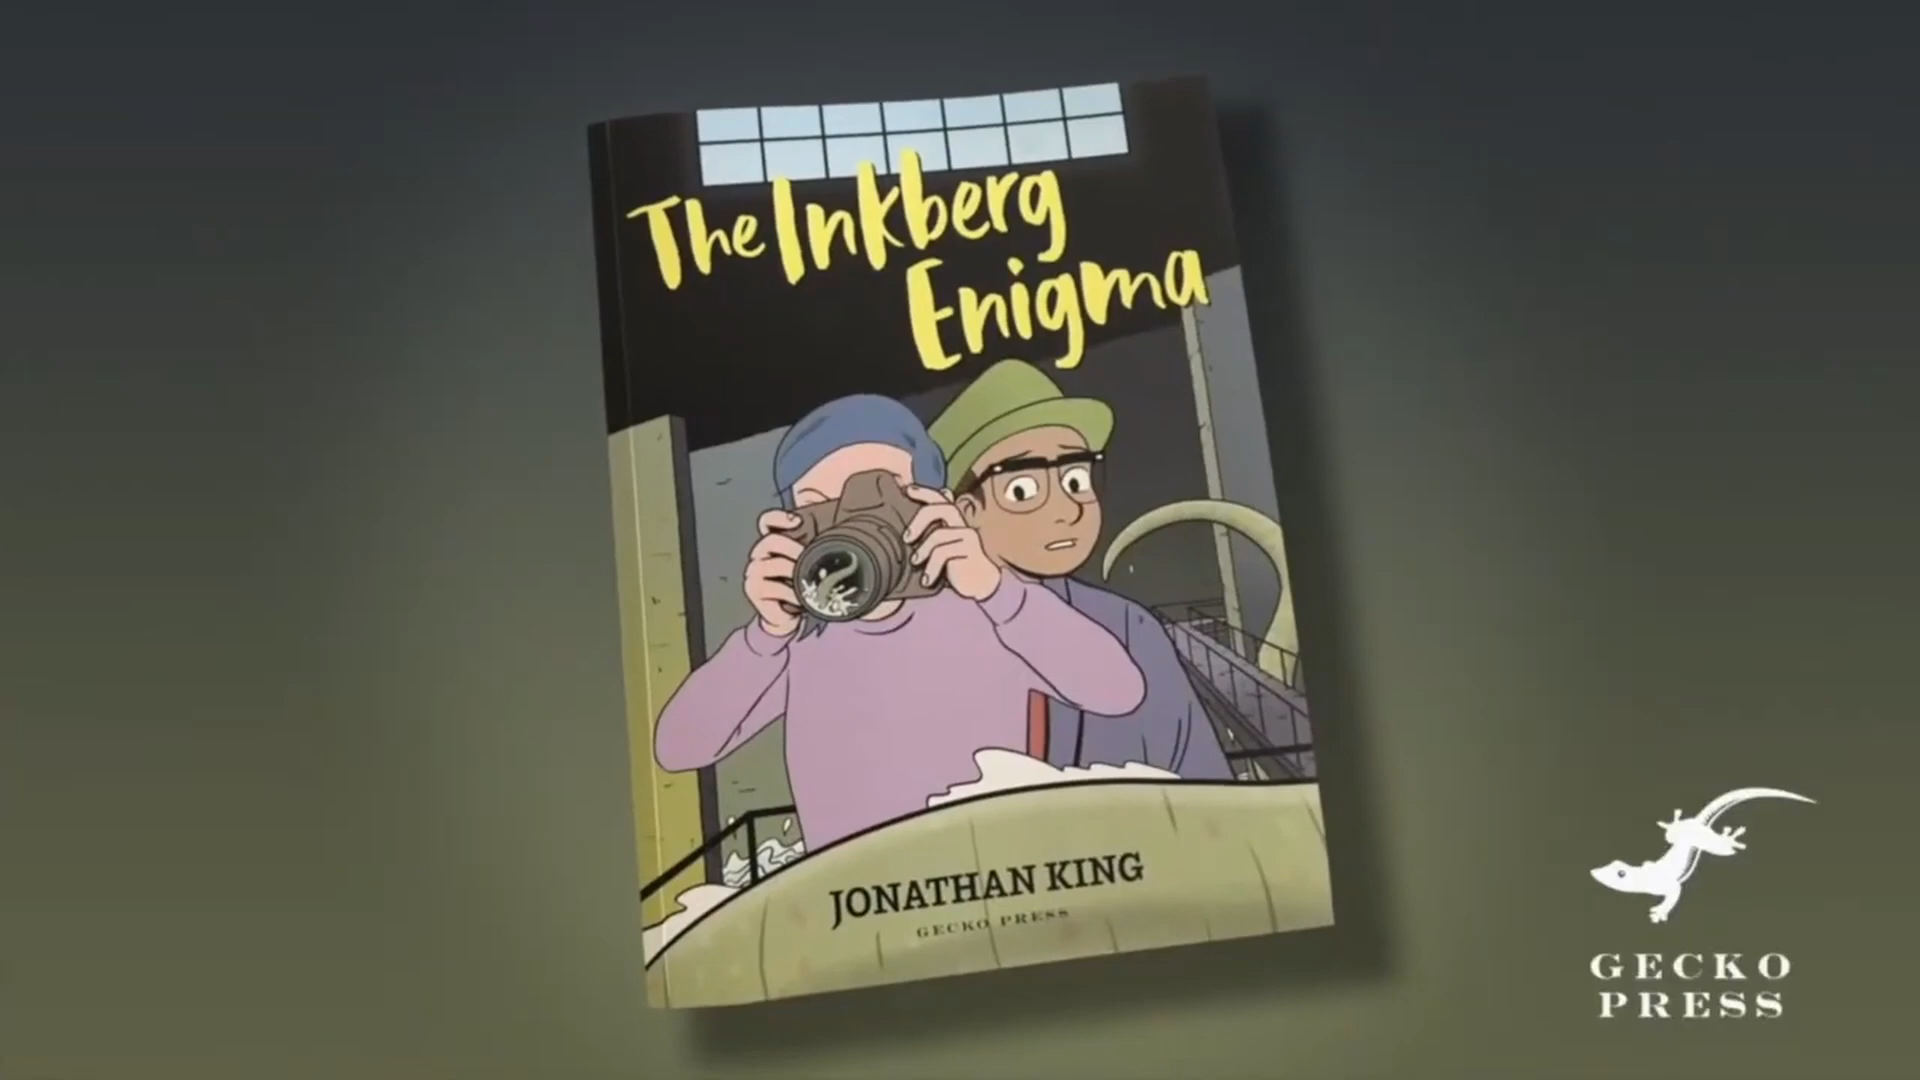 The Inkberg
Enigma
JONATHAN KING
GECKO PRESS
GECKO
PRESS